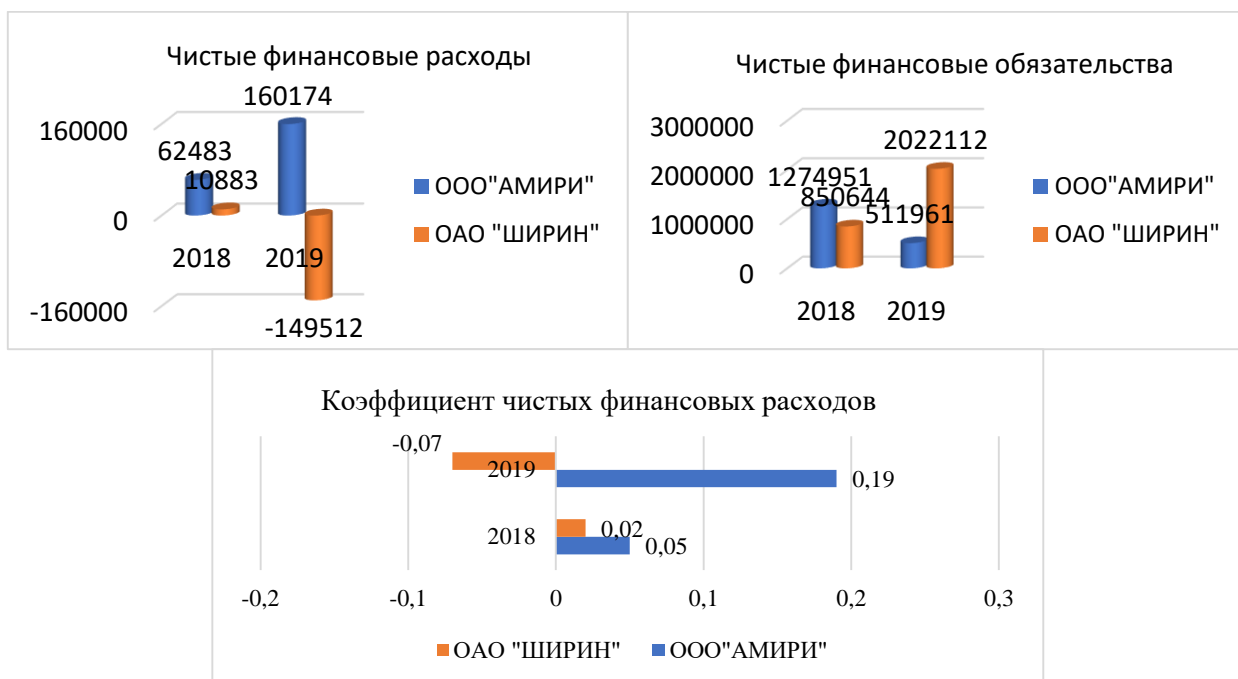 Чистые финансовые расходы
160174
160000
62483
10883
0
2018
2019
-160000
-149512
ООО"АМИРИ"
ОАО "ШИРИН"
Чистые финансовые обязательства
3000000
2022112
2000000
1274951
850644
511961
1000000
0
2018
2019
ООО"АМИРИ"
ОАО "ШИРИН"
Коэффициент чистых финансовых расходов
-0,07
2019
0,19
2018
0,02
0,05
-0,2 -0,1 0 0,1 0,2 0,3
ОАО "ШИРИН" ООО"АМИРИ"